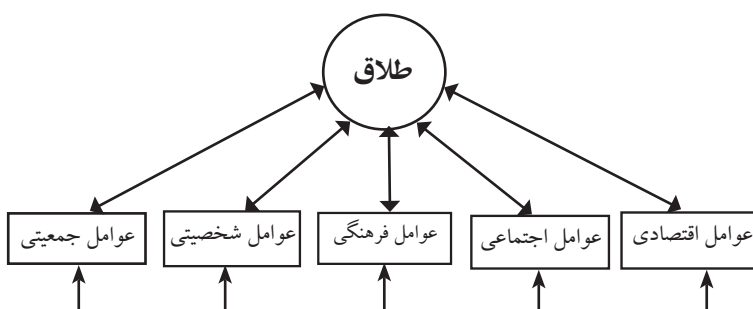 طلاق
عوامل اقتصادی
عوامل اجتماعی
عوامل فرهنگی
عوامل شخصیتی
عوامل جمعیتی